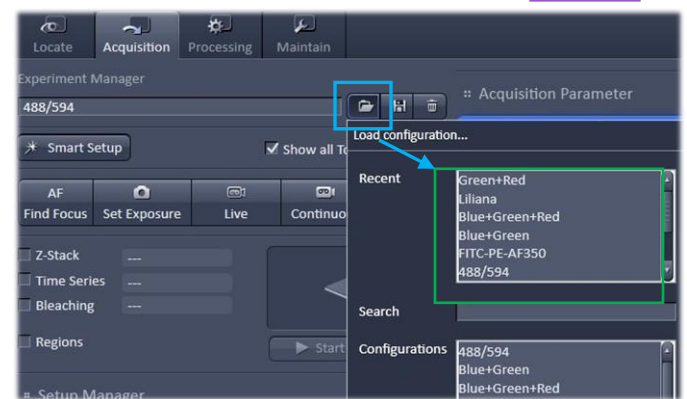 Locate Acquisition Processing Maintain
Experiment Manager
488/594
Acquisition Parameter
Smart Setup
Show all To
Load configuration...
Recent
Green+Red
Liliana
Blue+Green+Red
Blue+Green
FITC-PE-AF350
488/594
AF
Find Focus Set Exposure Live Continuo
Z-Stack ---
Time Series ---
Bleaching ---
Regions
Start
Search
Configurations
488/594
Blue+Green
Blue+Green+Red
Setup Manager